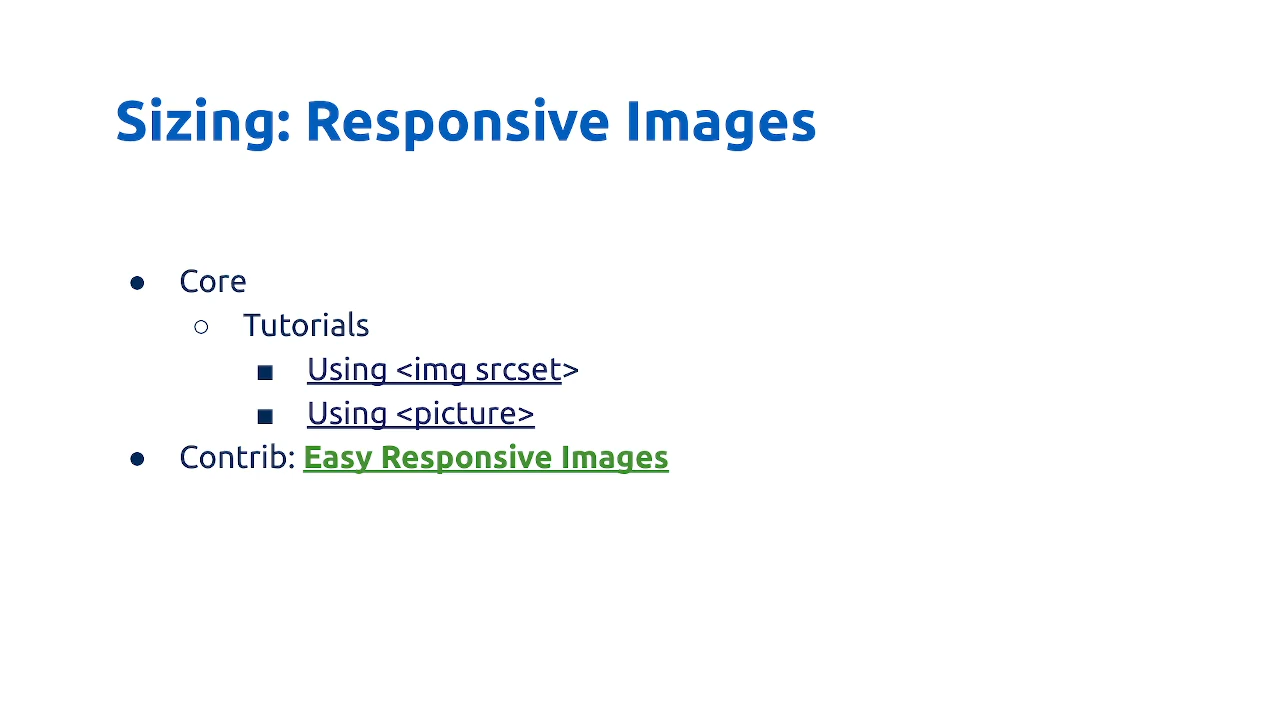 Sizing: Responsive Images
● Core
○ Tutorials
■ Using <img srcset>
■ Using <picture>
● Contrib: Easy Responsive Images